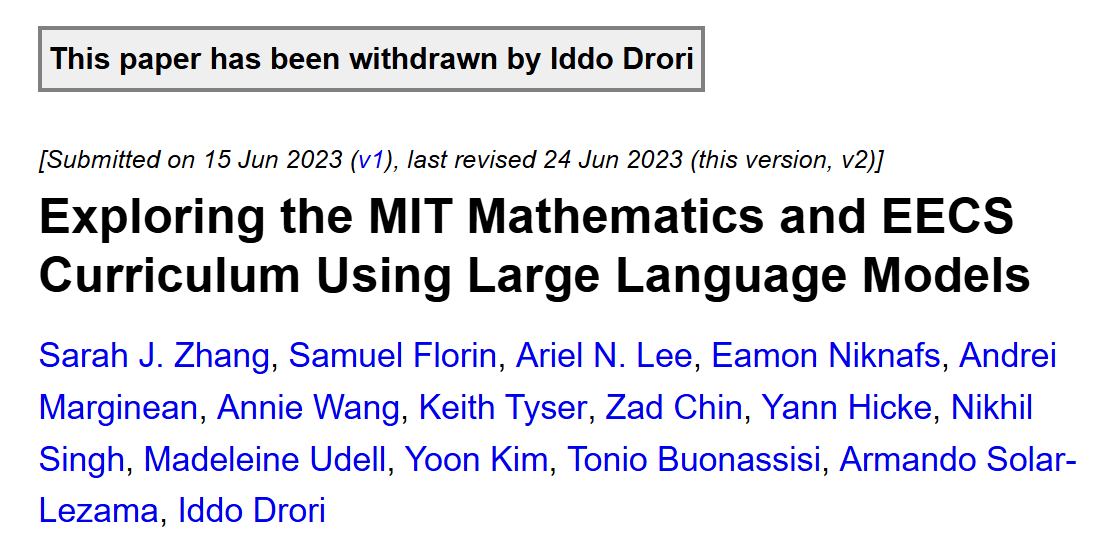 This paper has been withdrawn by Iddo Drori
[Submitted on 15 Jun 2023 (v1), last revised 24 Jun 2023 (this version, v2)]
Exploring the MIT Mathematics and EECS
Curriculum Using Large Language Models
Sarah J. Zhang, Samuel Florin, Ariel N. Lee, Eamon Niknafs, Andrei
Marginean, Annie Wang, Keith Tyser, Zad Chin, Yann Hicke, Nikhil
Singh, Madeleine Udell, Yoon Kim, Tonio Buonassisi, Armando Solar-
Lezama, Iddo Drori